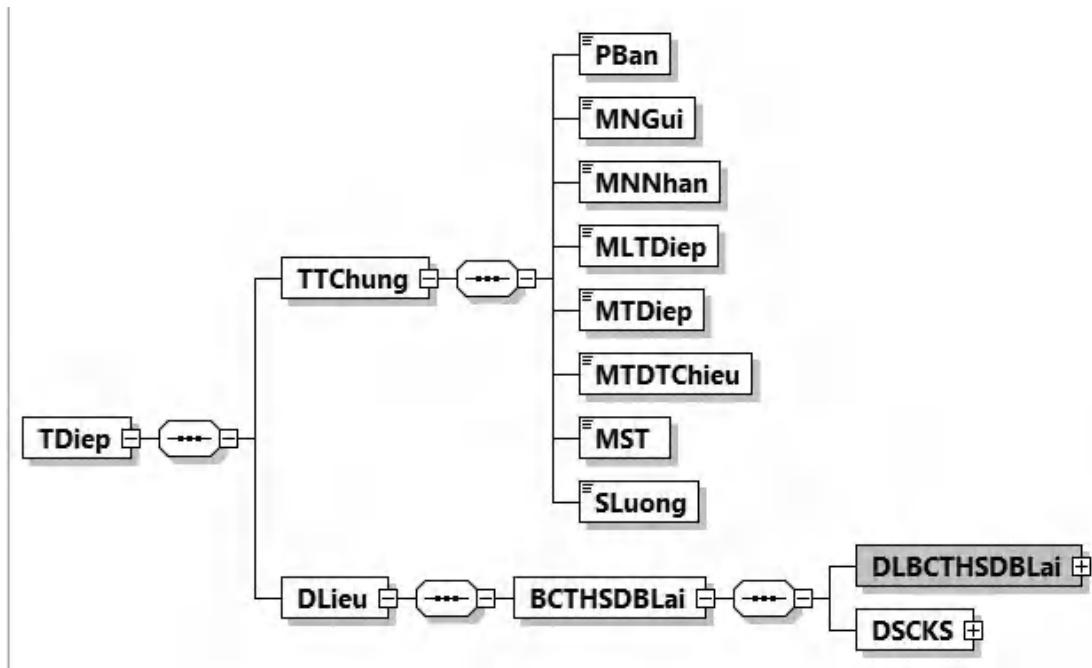 PBan
MNGui
MNNhan
MLTDiep
TTChung
MTDiep
MTDTChieu
TDiep
MST
SLuong
DLBCTHSDBLai
DLieu
BCTHSDBLai
DSCKS